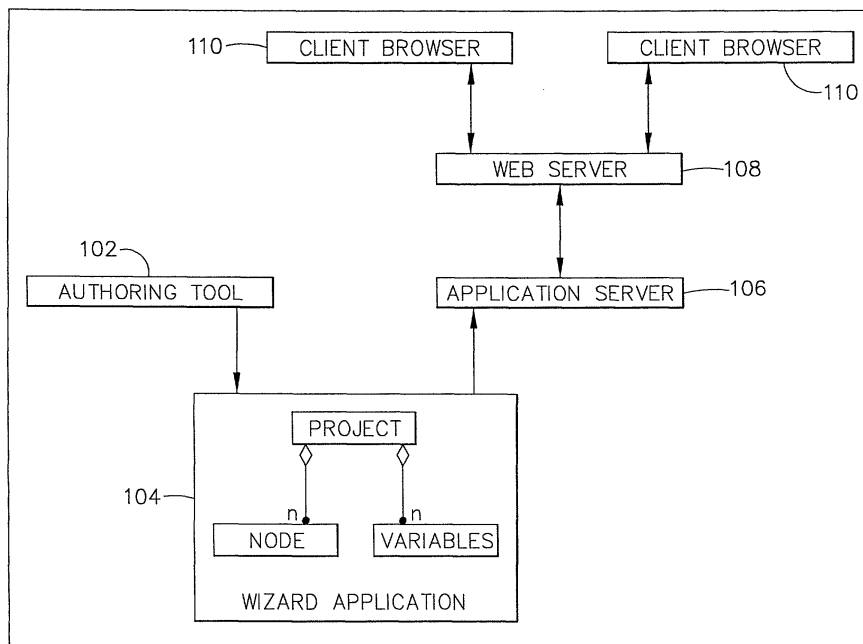 110
CLIENT BROWSER
CLIENT BROWSER
110
WEB SERVER
108
102
AUTHORING TOOL
APPLICATION SERVER
106
PROJECT
104
n
n
NODE
VARIABLES
WIZARD APPLICATION